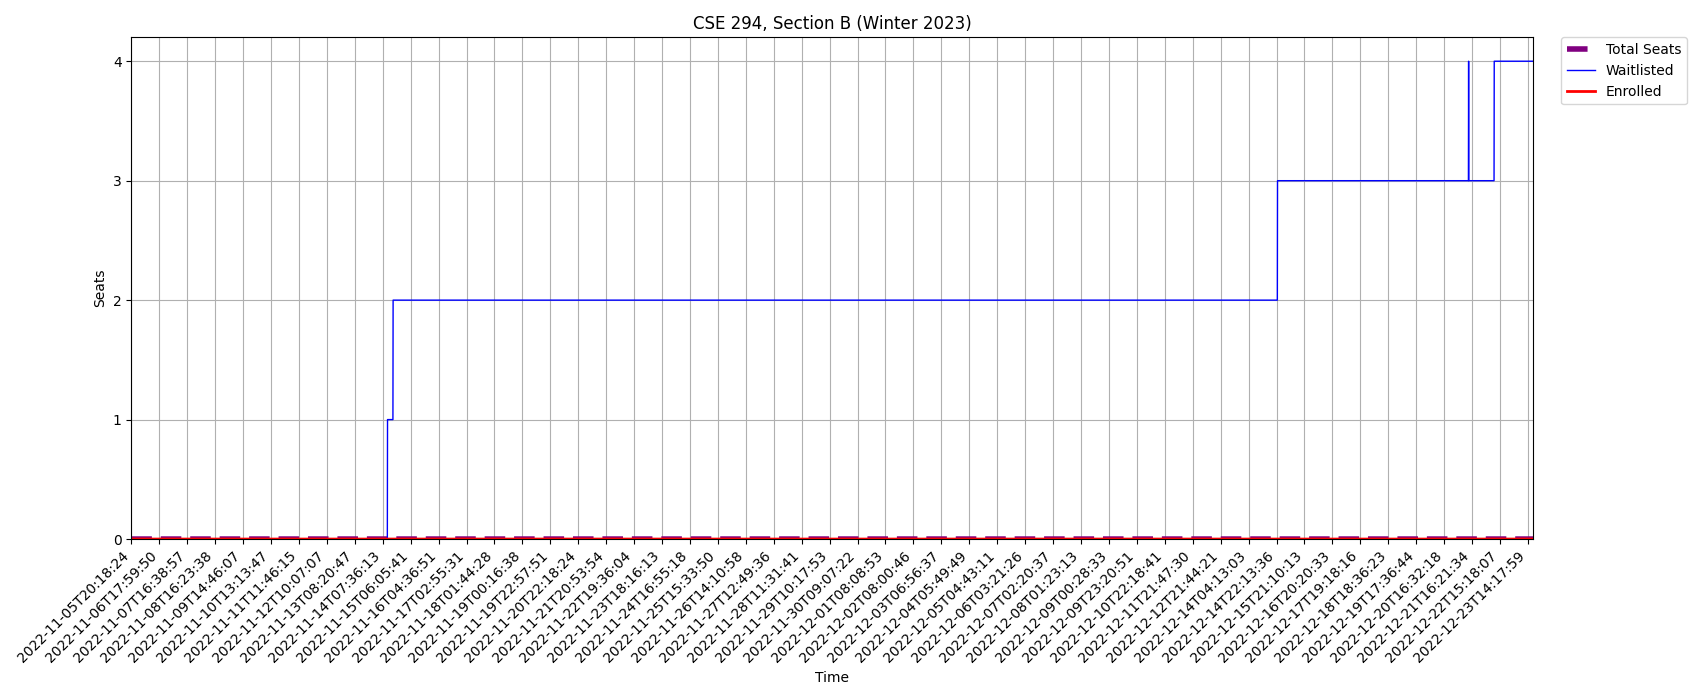 CSE 294, Section B (Winter 2023)
Total Seats
Waitlisted
Enrolled
Seats
4
3
2
1
0
2022-11-05T20:18:24
2022-11-06T17:59:50
2022-11-07T16:38:57
2022-11-08T16:23:38
2022-11-09T14:46:07
2022-11-10T13:13:47
2022-11-11T11:46:15
2022-11-12T10:07:07
2022-11-13T08:20:47
2022-11-14T07:36:13
2022-11-15T06:05:41
2022-11-16T04:36:51
2022-11-17T02:55:31
2022-11-18T01:44:28
2022-11-19T00:16:38
2022-11-19T22:57:51
2022-11-20T22:18:24
2022-11-21T20:53:54
2022-11-22T19:36:04
2022-11-23T18:16:13
2022-11-24T16:55:18
2022-11-25T15:33:50
2022-11-26T14:10:58
2022-11-27T12:49:36
2022-11-28T11:31:41
2022-11-29T10:17:53
2022-11-30T09:07:22
2022-12-01T08:08:53
2022-12-02T08:00:46
2022-12-03T06:56:37
2022-12-04T05:49:49
2022-12-05T04:43:11
2022-12-06T03:21:26
2022-12-07T02:20:37
2022-12-08T01:23:13
2022-12-09T00:28:33
2022-12-09T23:20:51
2022-12-10T22:18:41
2022-12-11T21:47:30
2022-12-12T21:44:21
2022-12-14T04:13:03
2022-12-14T22:13:36
2022-12-15T21:10:13
2022-12-16T20:20:33
2022-12-17T19:18:16
2022-12-18T18:36:23
2022-12-19T17:36:44
2022-12-20T16:32:18
2022-12-21T16:21:34
2022-12-22T15:18:07
2022-12-23T14:17:59
Time